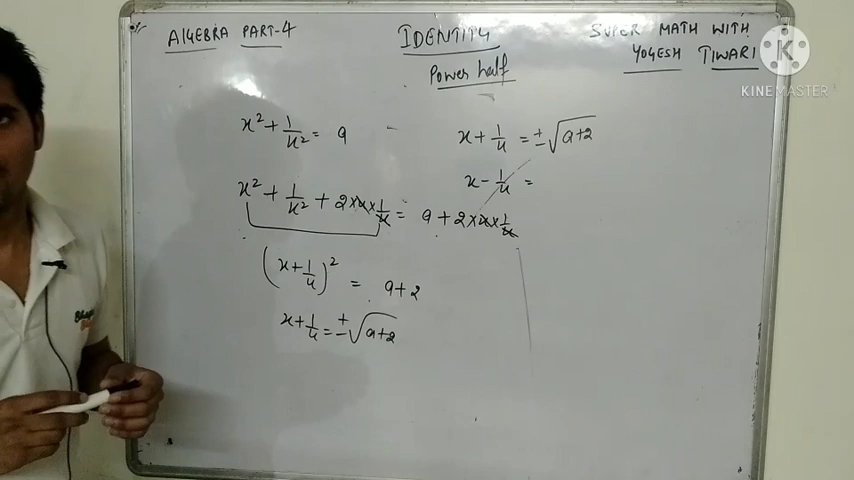 ALGEBRA PART-4
IDENTITY
Power half
SUPER MATH WITH
YOGESH TIWARI
K
KINEMASTER
x² + 1/x² = a
x² + 1/x² + 2×x×1/x = a + 2×x×1/x
(x + 1/x)² = a+2
x + 1/x = ±√(a+2)
x + 1/x = ±√(a+2)
x - 1/x =